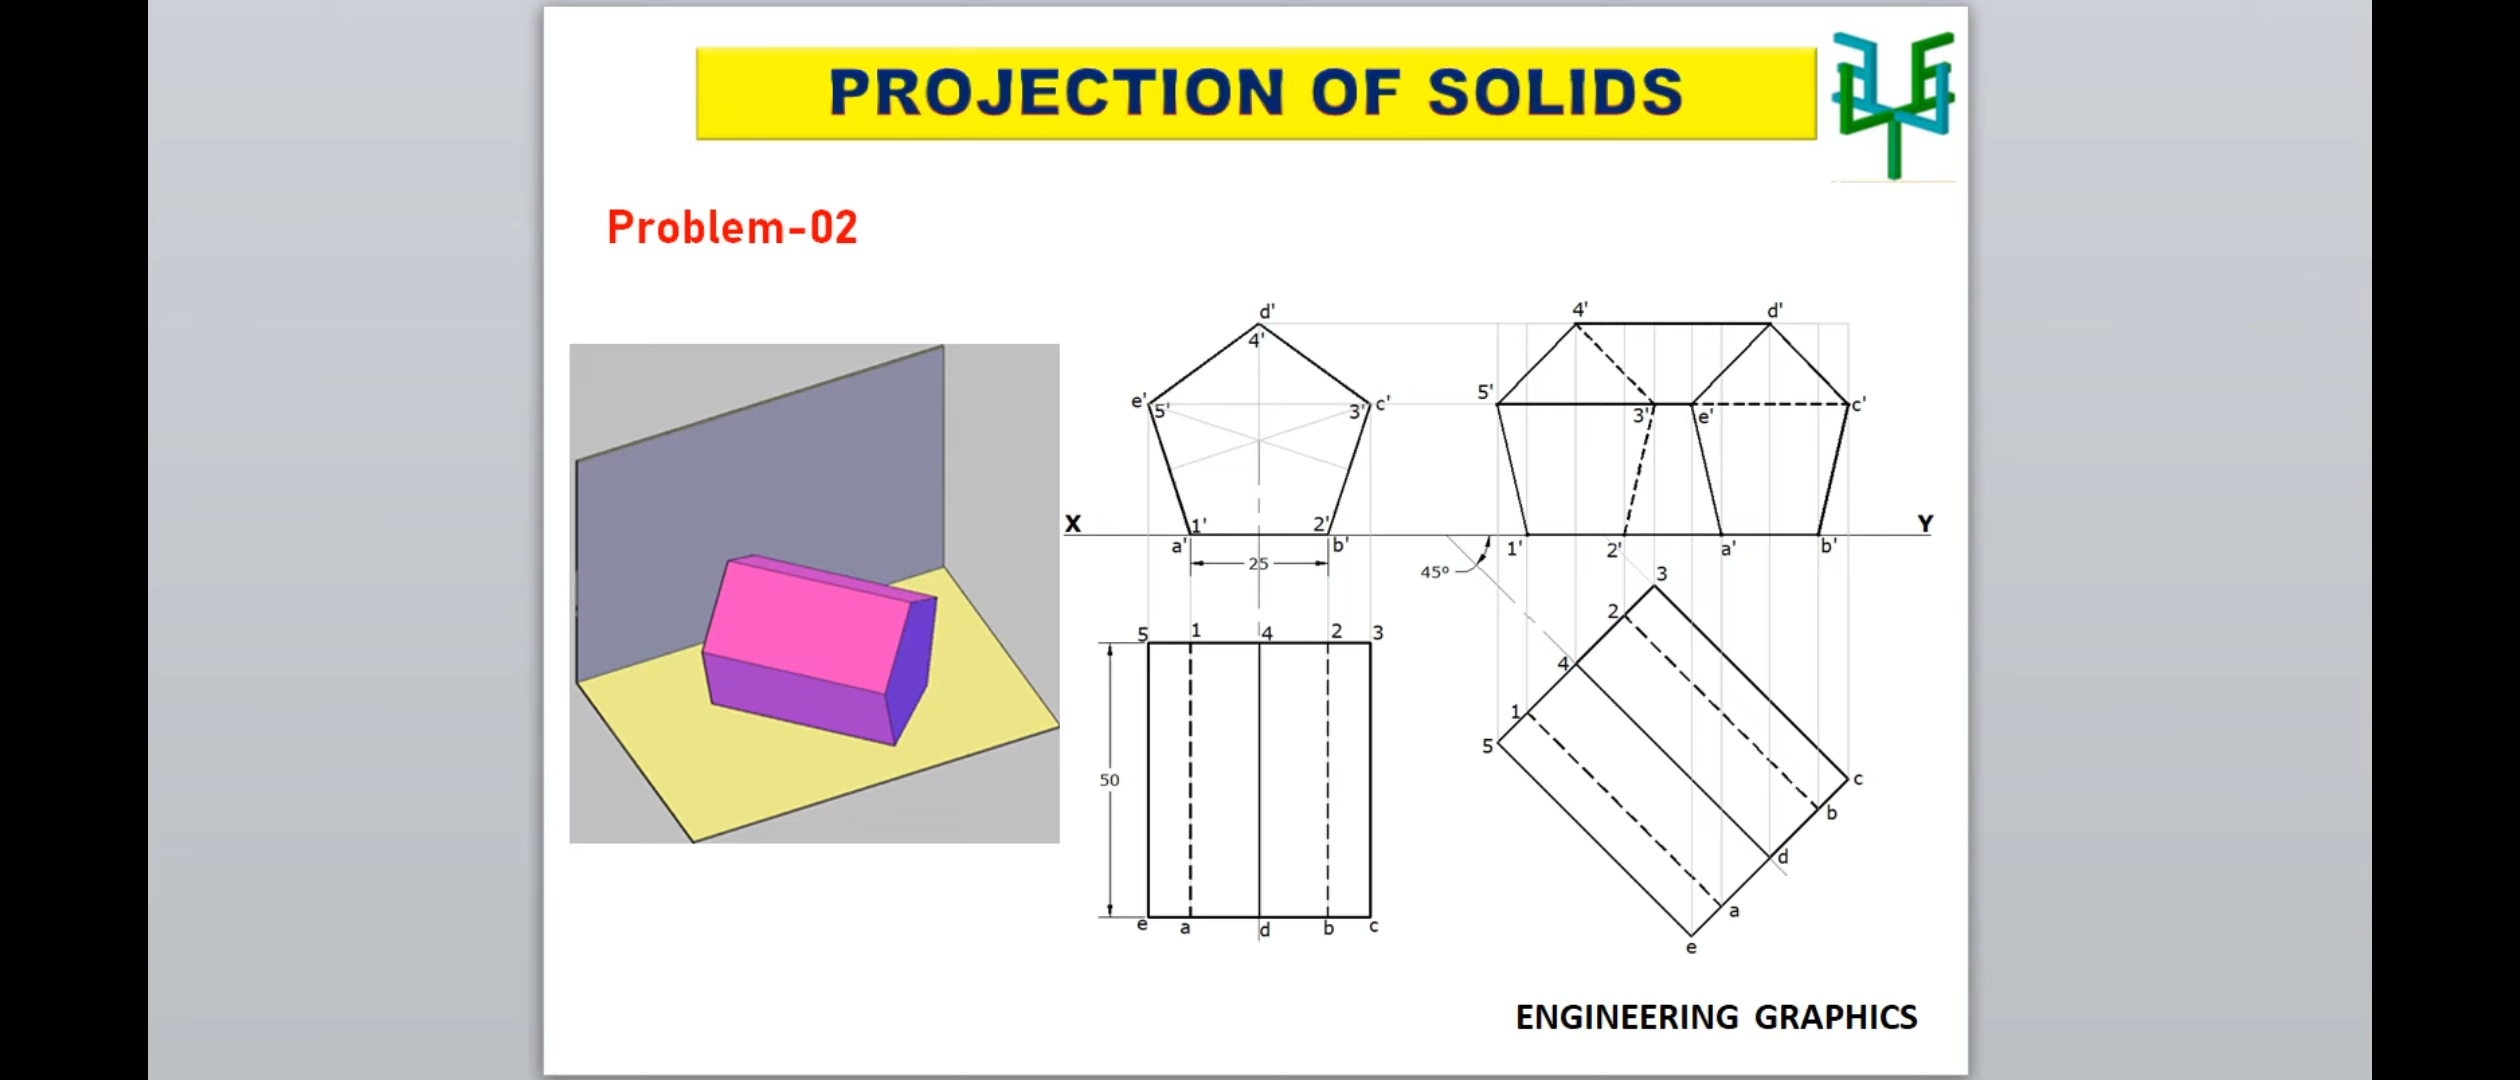 PROJECTION OF SOLIDS
Problem-02
d'
4'
e'
5'
3'
c'
1'
2'
a'
b'
25
X
4'
d'
5'
3'
e'
c'
Y
1'
2'
a'
b'
45°
5
1
4
2
3
50
e
a
d
b
c
3
2
4
1
5
c
b
d
a
e
ENGINEERING GRAPHICS